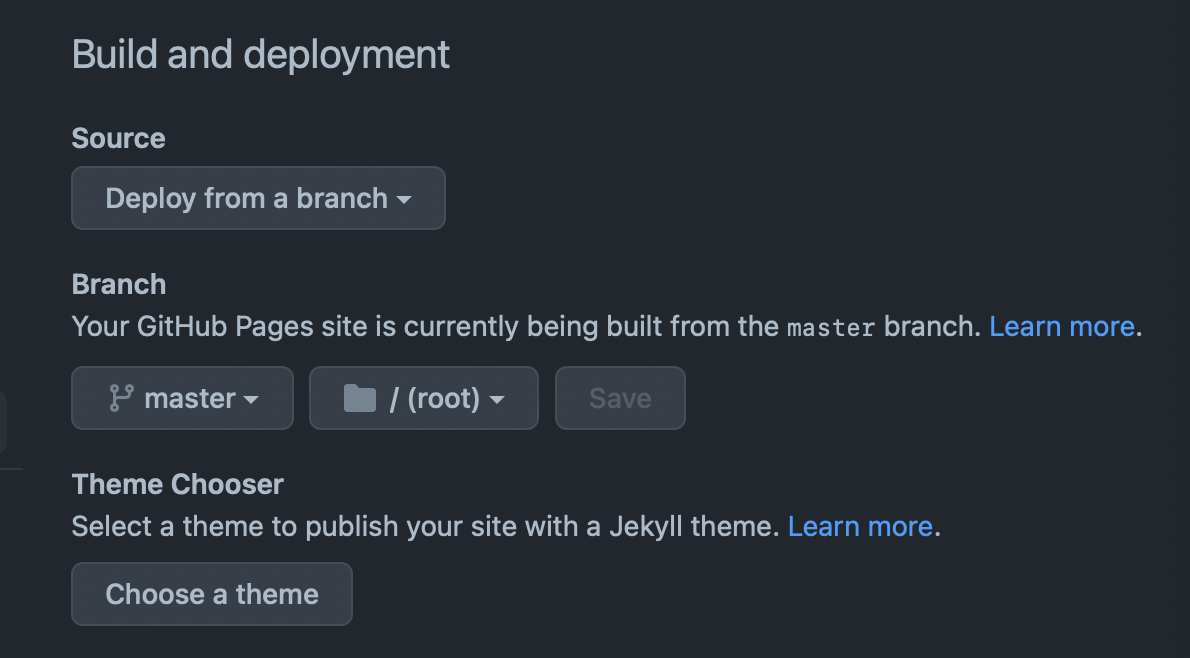 Build and deployment
Source
Deploy from a branch
Branch
Your GitHub Pages site is currently being built from the master branch. Learn more.
master
/ (root)
Save
Theme Chooser
Select a theme to publish your site with a Jekyll theme. Learn more.
Choose a theme